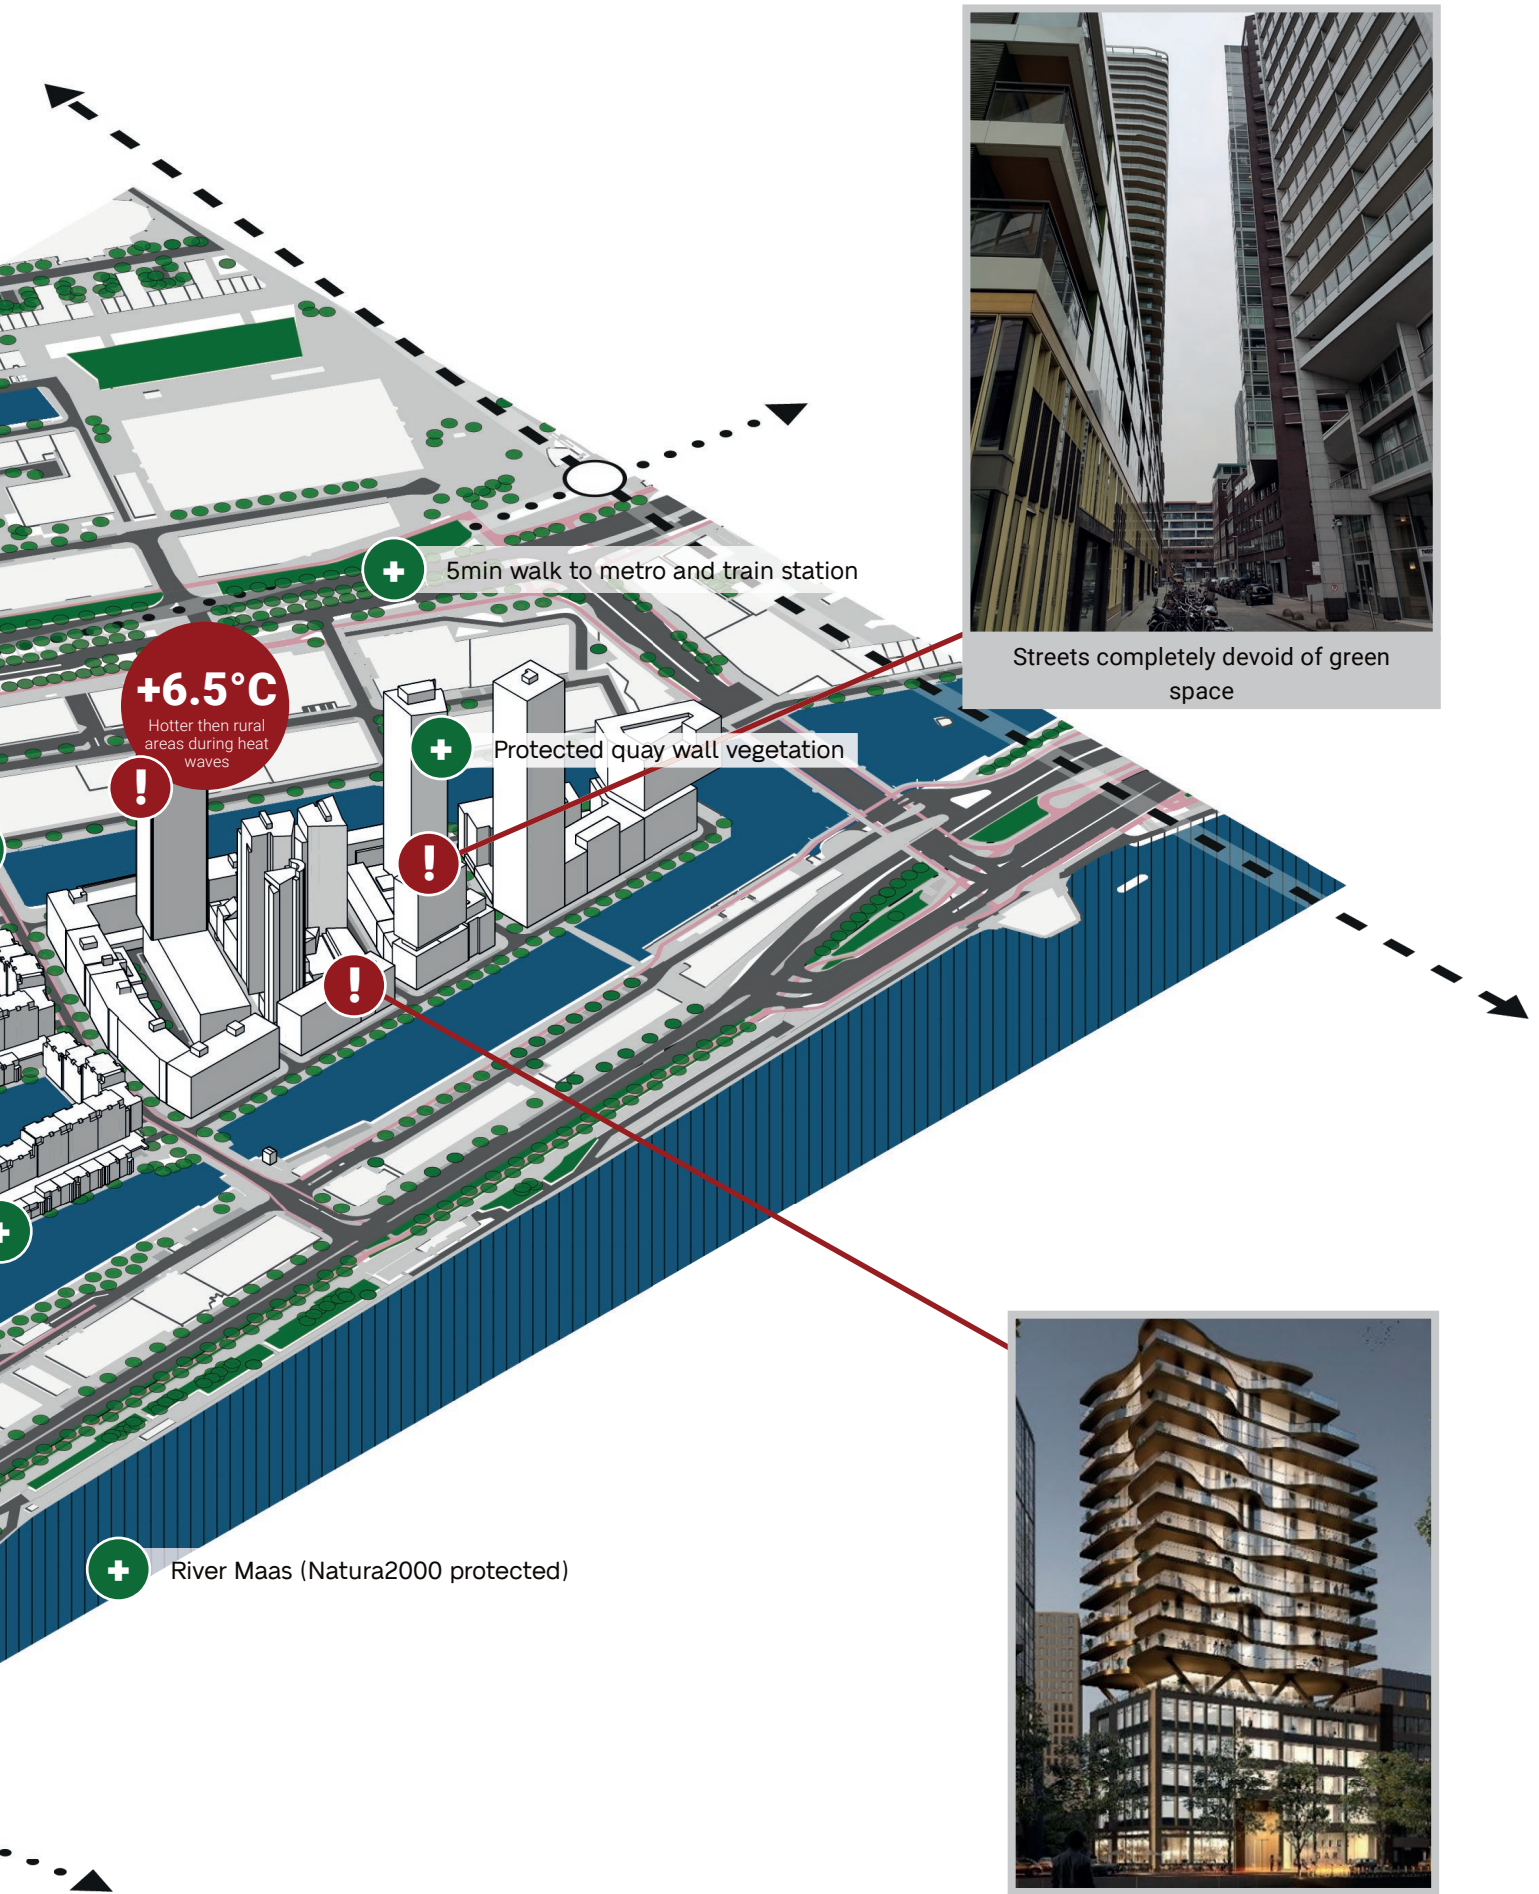 Streets completely devoid of green
space
+ 5min walk to metro and train station
+6.5°C
Hotter then rural
areas during heat
waves
!
+ Protected quay wall vegetation
!
!
+
+ River Maas (Natura2000 protected)